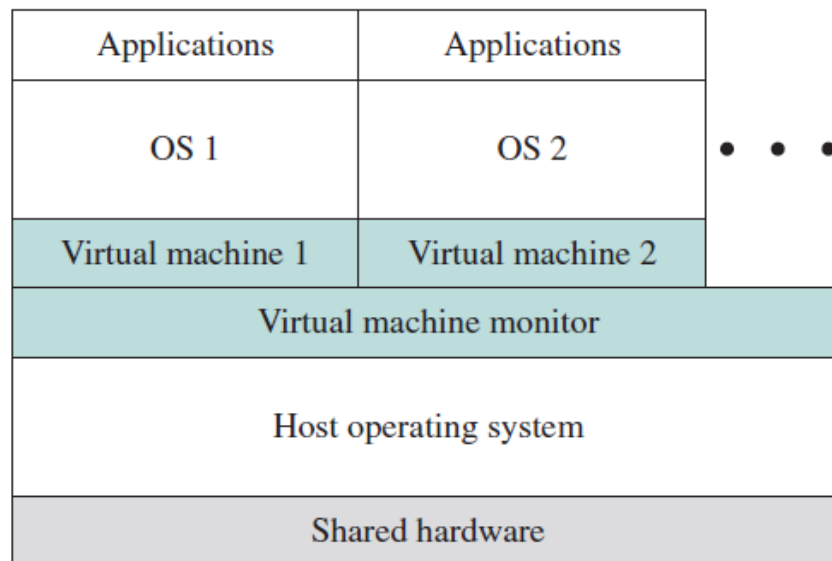 Applications Applications
OS 1 OS 2
Virtual machine 1 Virtual machine 2
Virtual machine monitor
Host operating system
Shared hardware